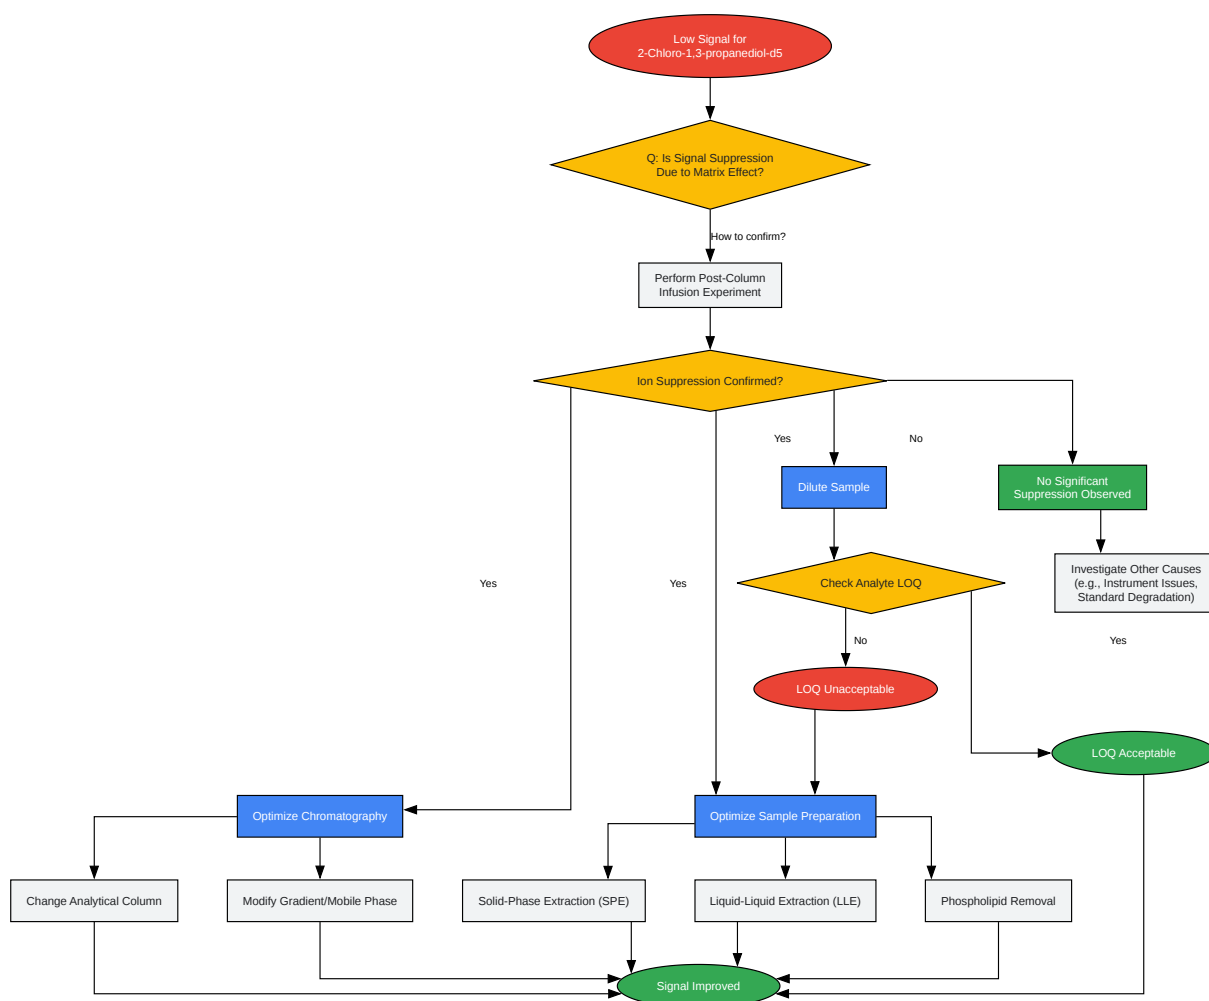 Low Signal for
2-Chloro-1,3-propanediol-d5
Q: Is Signal Suppression
Due to Matrix Effect?
How to confirm?
Perform Post-Column
Infusion Experiment
Ion Suppression Confirmed?
Yes
No
Dilute Sample
No Significant
Suppression Observed
Yes
Yes
Check Analyte LOQ
Investigate Other Causes
(e.g., Instrument Issues,
Standard Degradation)
No
Yes
LOQ Unacceptable
LOQ Acceptable
Optimize Chromatography
Optimize Sample Preparation
Change Analytical Column
Modify Gradient/Mobile Phase
Solid-Phase Extraction (SPE)
Liquid-Liquid Extraction (LLE)
Phospholipid Removal
Signal Improved